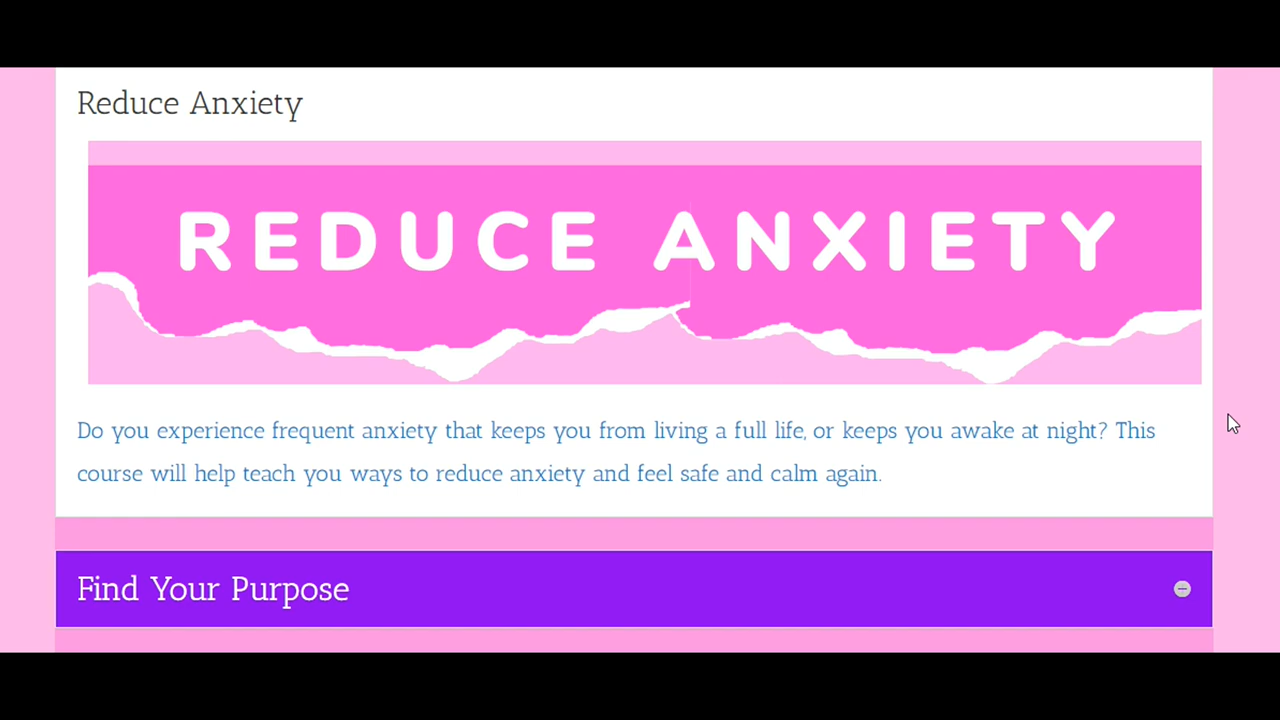 Reduce Anxiety
REDUCE ANXIETY
Do you experience frequent anxiety that keeps you from living a full life, or keeps you awake at night? This
course will help teach you ways to reduce anxiety and feel safe and calm again.
Find Your Purpose